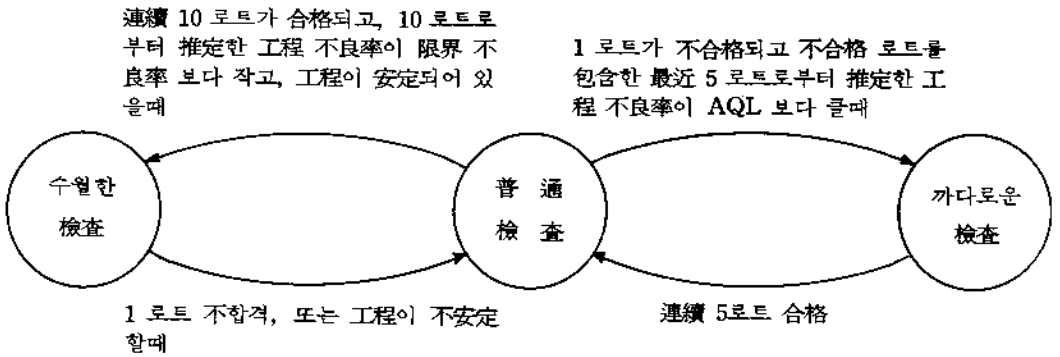 連續 10 로트가 合格되고, 10 로트로
부터 推定한 工程 不良率이 限界 不
良率 보다 작고, 工程이 安定되어 있
을때
1 로트가 不合格되고 不合格 로트를
包含한 最近 5 로트로부터 推定한 工
程 不良率이 AQL 보다 클때
수월한
檢査
普 通
檢 査
까다로운
檢査
1 로트 不합격, 또는 工程이 不安定
할때
連續 5로트 合格